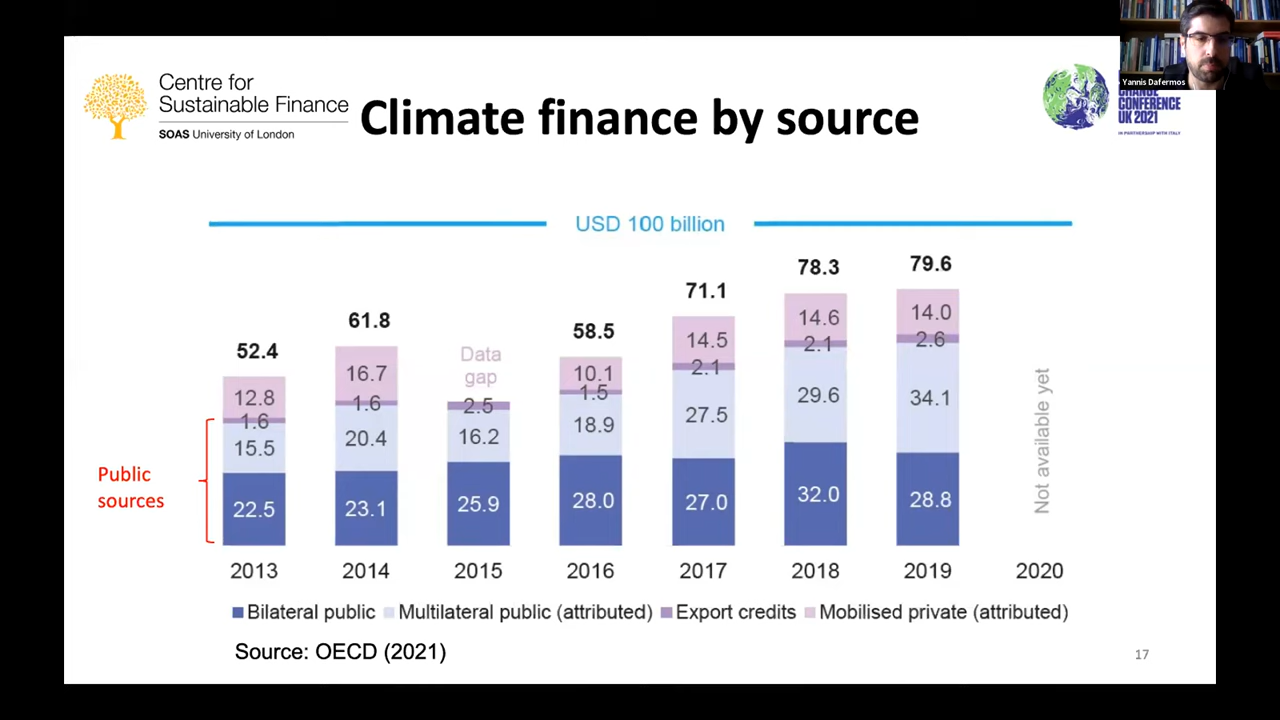 Yannis Dafermos
Centre for
Sustainable Finance
SOAS University of London
Climate finance by source
CHANGE
CONFERENCE
UK 2021
IN PARTNERSHIP WITH ITALY
USD 100 billion
52.4
61.8
Data
gap
58.5
71.1
78.3
79.6
12.8
16.7
10.1
14.5
14.6
14.0
1.6
1.6
2.5
1.5
2.1
2.1
2.6
15.5
20.4
16.2
18.9
27.5
29.6
34.1
22.5
23.1
25.9
28.0
27.0
32.0
28.8
Not available yet
Public
sources
2013 2014 2015 2016 2017 2018 2019 2020
Bilateral public Multilateral public (attributed) Export credits Mobilised private (attributed)
Source: OECD (2021)
17